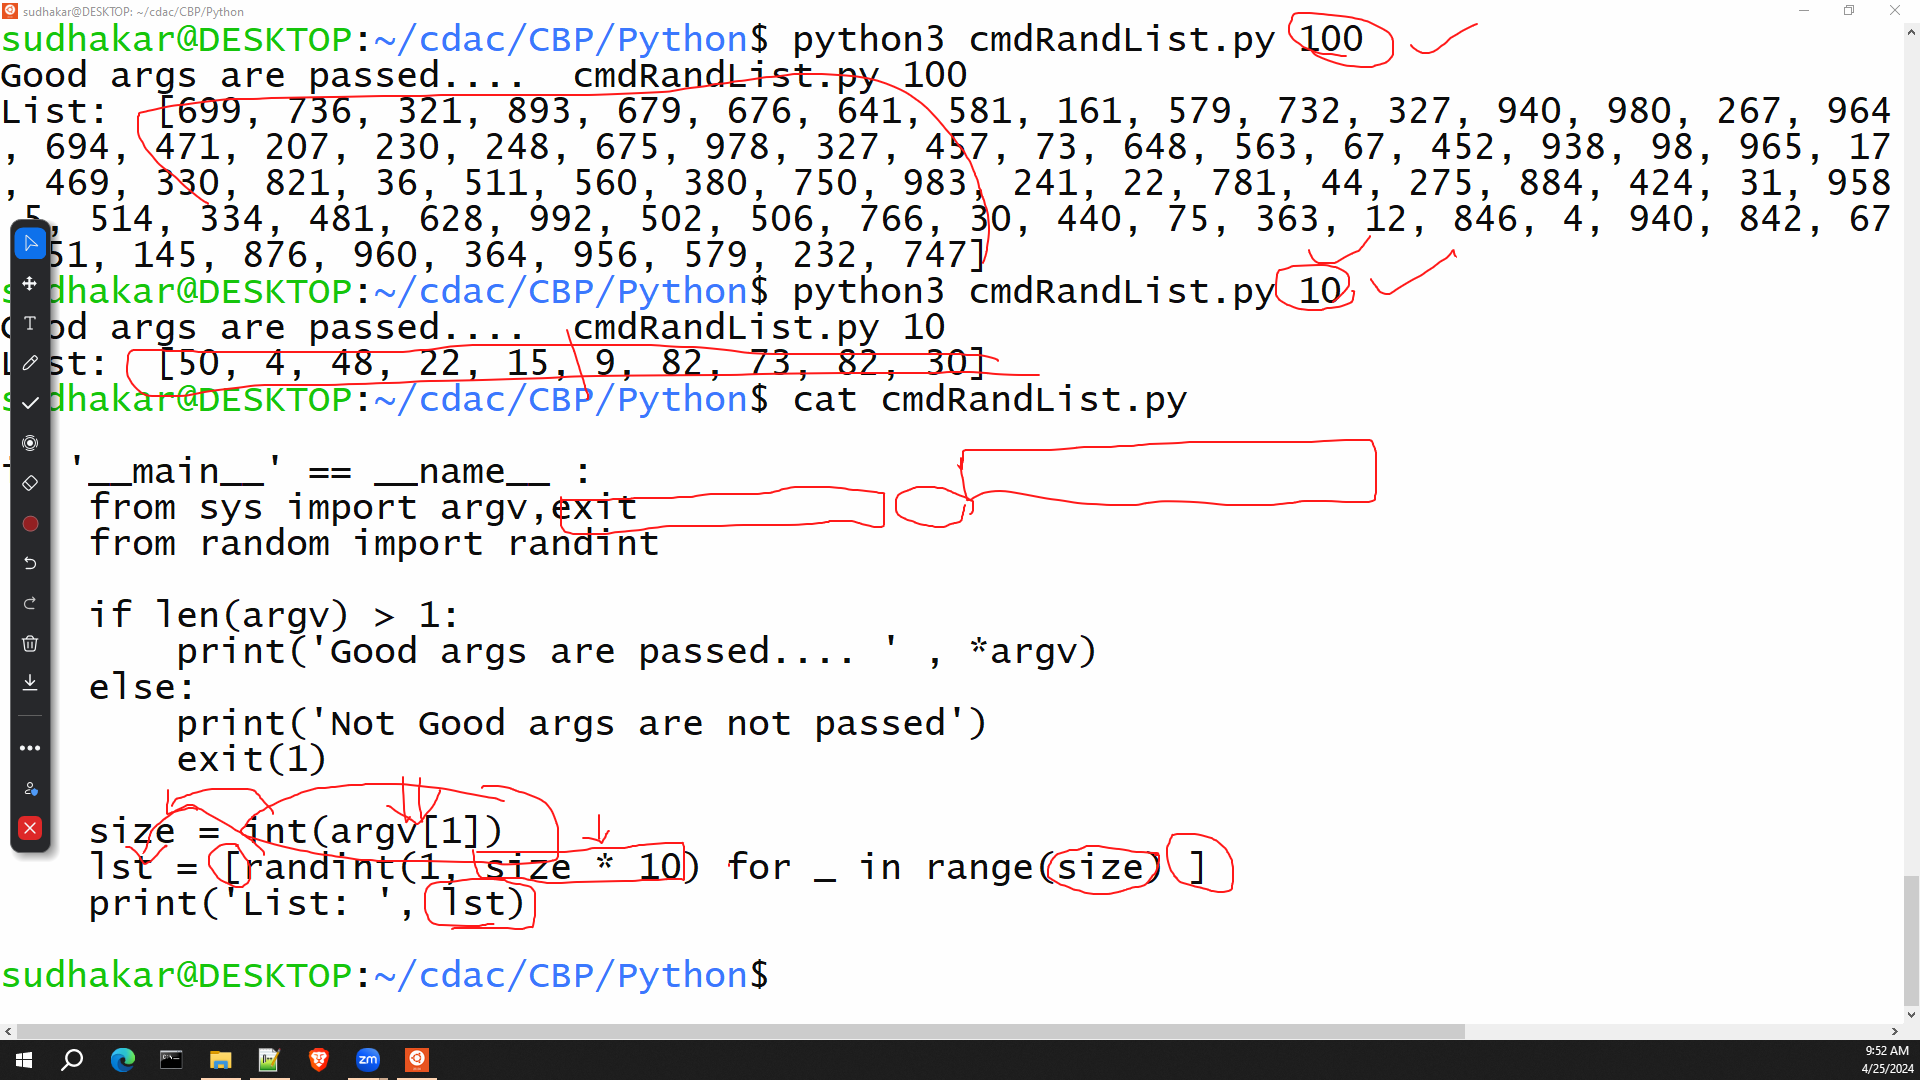 sudhakar@DESKTOP: ~/cdac/CBP/Python
sudhakar@DESKTOP:~/cdac/CBP/Python$ python3 cmdRandList.py 100
Good args are passed....  cmdRandList.py 100
List:  [699, 736, 321, 893, 679, 676, 641, 581, 161, 579, 732, 327, 940, 980, 267, 964
, 694, 471, 207, 230, 248, 675, 978, 327, 457, 73, 648, 563, 67, 452, 938, 98, 965, 17
, 469, 330, 821, 36, 511, 560, 380, 750, 983, 241, 22, 781, 44, 275, 884, 424, 31, 958
, 5, 514, 334, 481, 628, 992, 502, 506, 766, 30, 440, 75, 363, 12, 846, 4, 940, 842, 67
51, 145, 876, 960, 364, 956, 579, 232, 747]
sudhakar@DESKTOP:~/cdac/CBP/Python$ python3 cmdRandList.py 10
Good args are passed....  cmdRandList.py 10
List:  [50, 4, 48, 22, 15, 9, 82, 73, 82, 30]
sudhakar@DESKTOP:~/cdac/CBP/Python$ cat cmdRandList.py
'__main__' == __name__ :
    from sys import argv,exit
    from random import randint
    if len(argv) > 1:
        print('Good args are passed.... ' , *argv)
    else:
        print('Not Good args are not passed')
        exit(1)
    size = int(argv[1])
    lst = [randint(1, size * 10) for _ in range(size) ]
    print('List: ', lst)
sudhakar@DESKTOP:~/cdac/CBP/Python$
zm
9:52 AM
4/25/2024